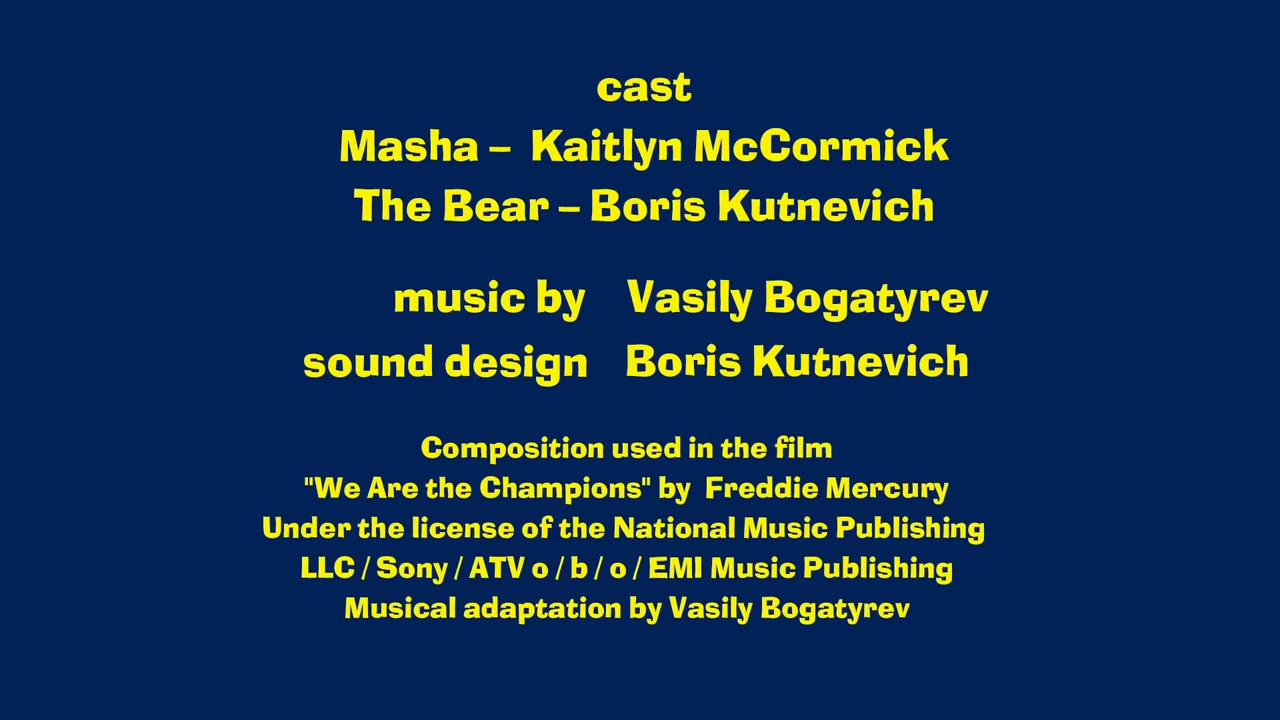 cast
Masha – Kaitlyn McCormick
The Bear – Boris Kutnevich
music by Vasily Bogatyrev
sound design Boris Kutnevich
Composition used in the film
"We Are the Champions" by Freddie Mercury
Under the license of the National Music Publishing
LLC / Sony / ATV o / b / o / EMI Music Publishing
Musical adaptation by Vasily Bogatyrev